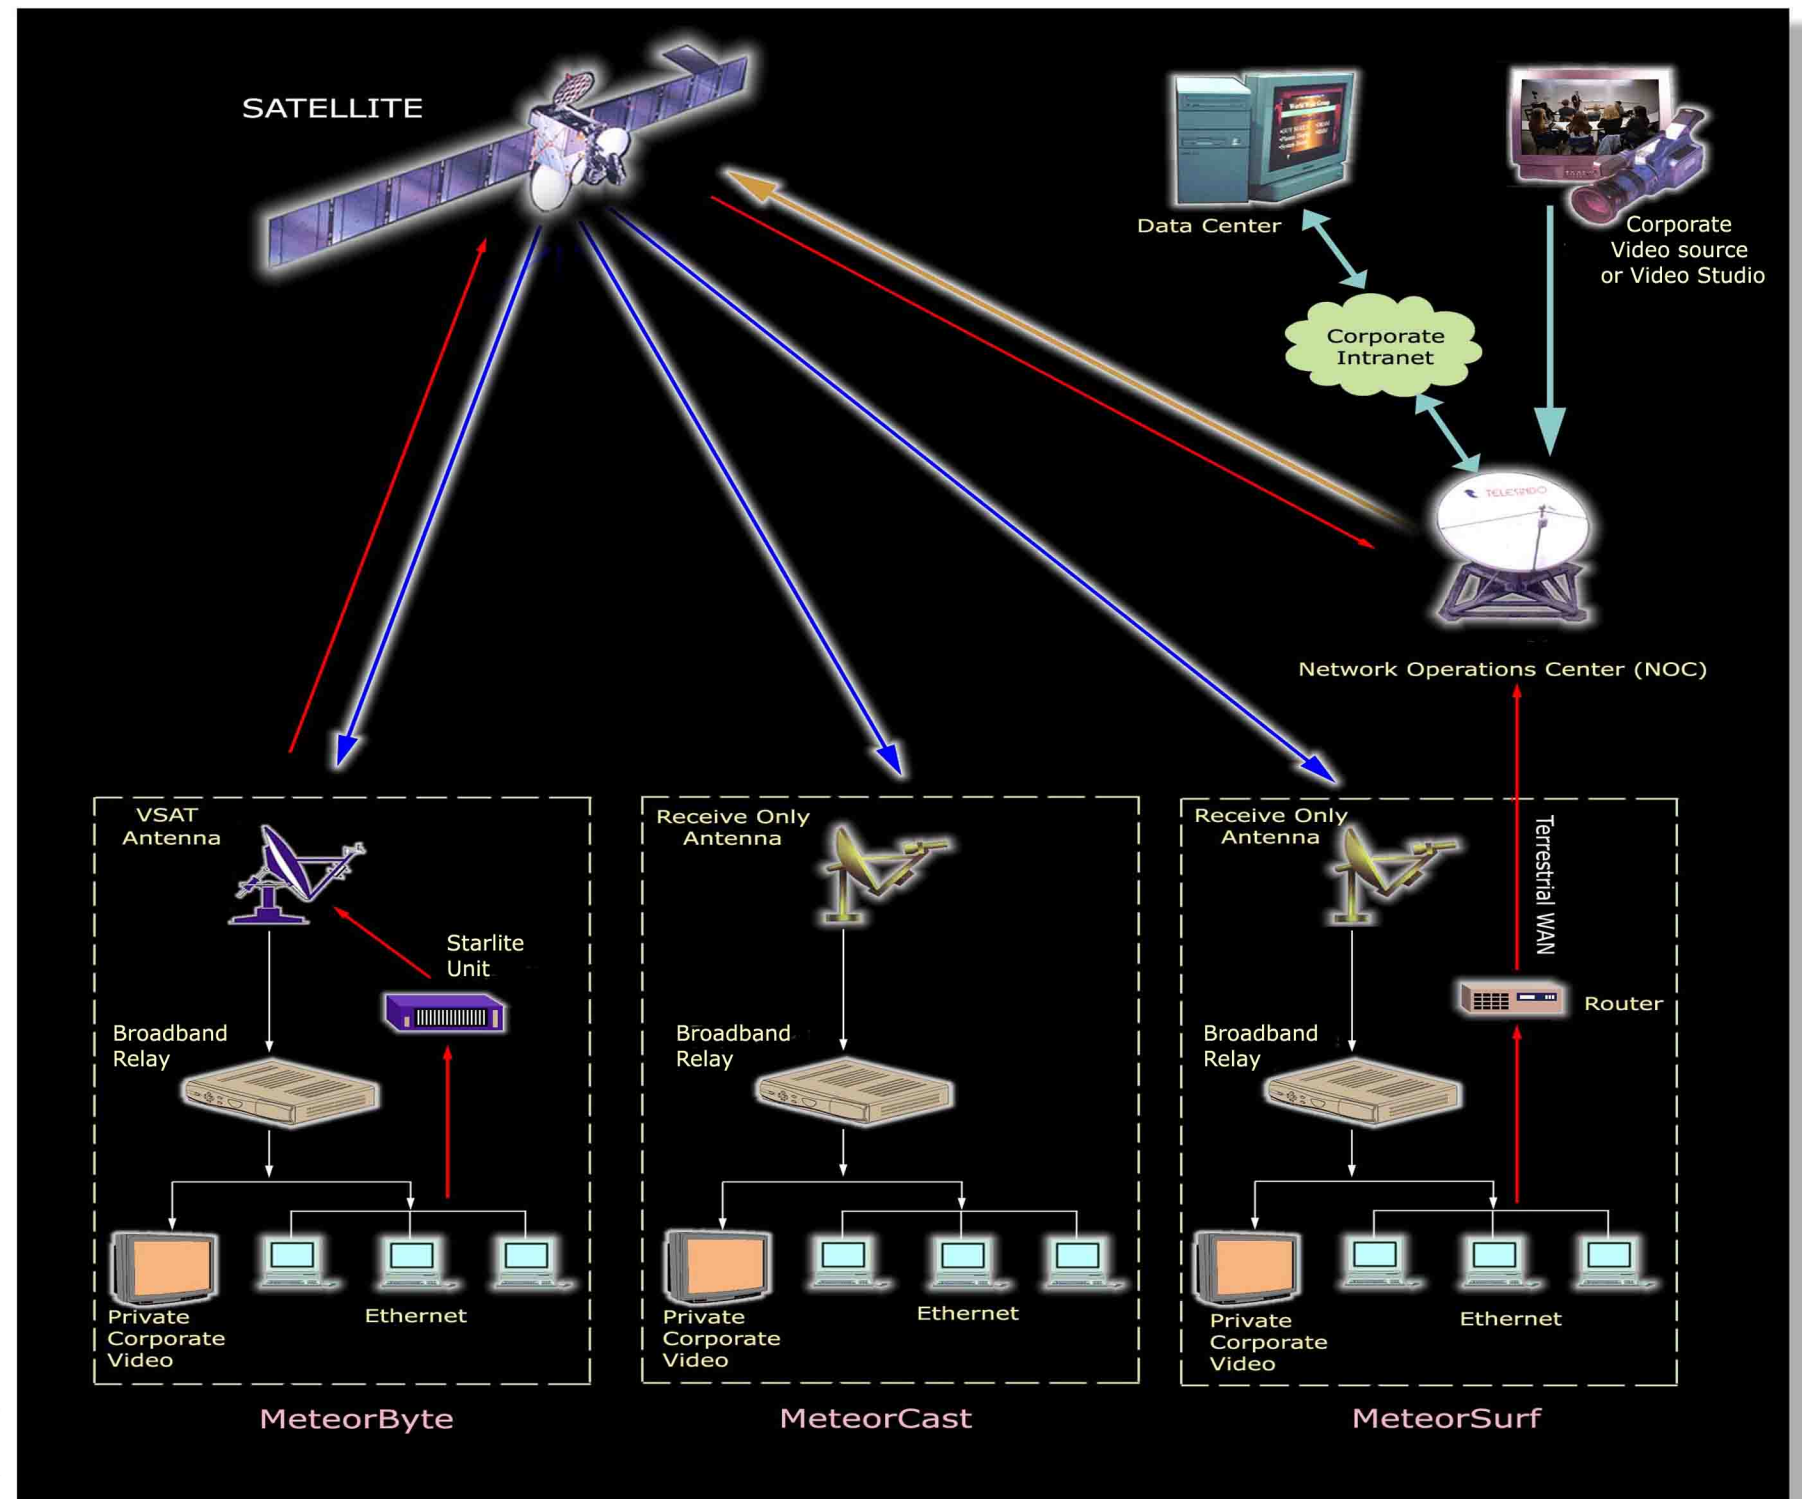 SATELLITE
Data Center
Corporate
Video source
or Video Studio
Corporate
Intranet
TELESINDO
Network Operations Center (NOC)
VSAT
Antenna
Starlite
Unit
Broadband
Relay
Private
Corporate
Video
Ethernet
MeteorByte
Receive Only
Antenna
Broadband
Relay
Private
Corporate
Video
Ethernet
MeteorCast
Receive Only
Antenna
Terrestrial WAN
Router
Broadband
Relay
Private
Corporate
Video
Ethernet
MeteorSurf